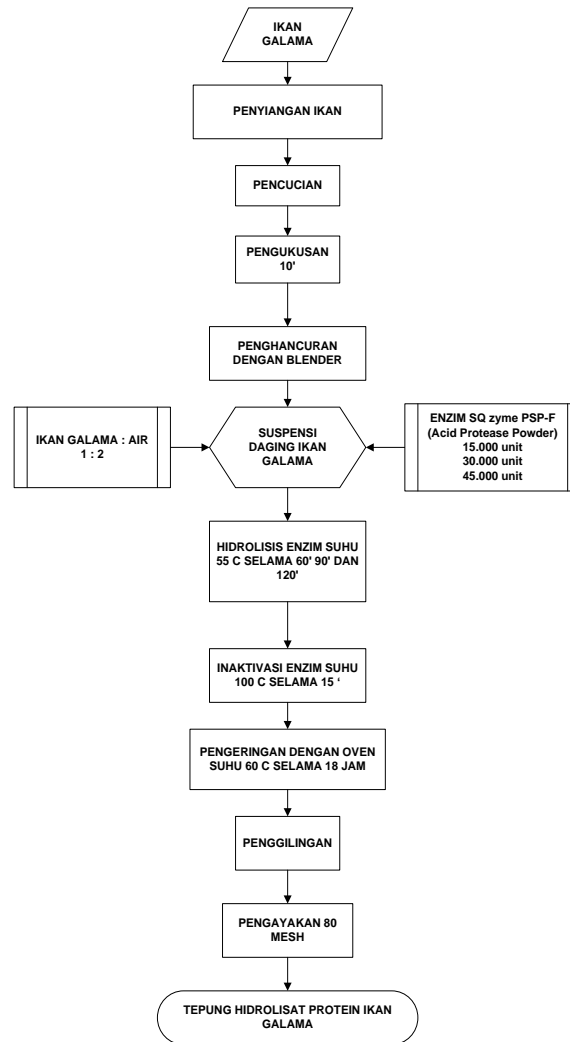 IKAN
GALAMA
PENYIANGAN IKAN
PENCUCIAN
PENGUKUSAN
10'
PENGHANCURAN
DENGAN BLENDER
IKAN GALAMA : AIR
1 : 2
SUSPENSI
DAGING IKAN
GALAMA
ENZIM SQ zyme PSP-F
(Acid Protease Powder)
15.000 unit
30.000 unit
45.000 unit
HIDROLISIS ENZIM SUHU
55 C SELAMA 60' 90' DAN
120'
INAKTIVASI ENZIM SUHU
100 C SELAMA 15 ‘
PENGERINGAN DENGAN OVEN
SUHU 60 C SELAMA 18 JAM
PENGGILINGAN
PENGAYAKAN 80
MESH
TEPUNG HIDROLISAT PROTEIN IKAN
GALAMA